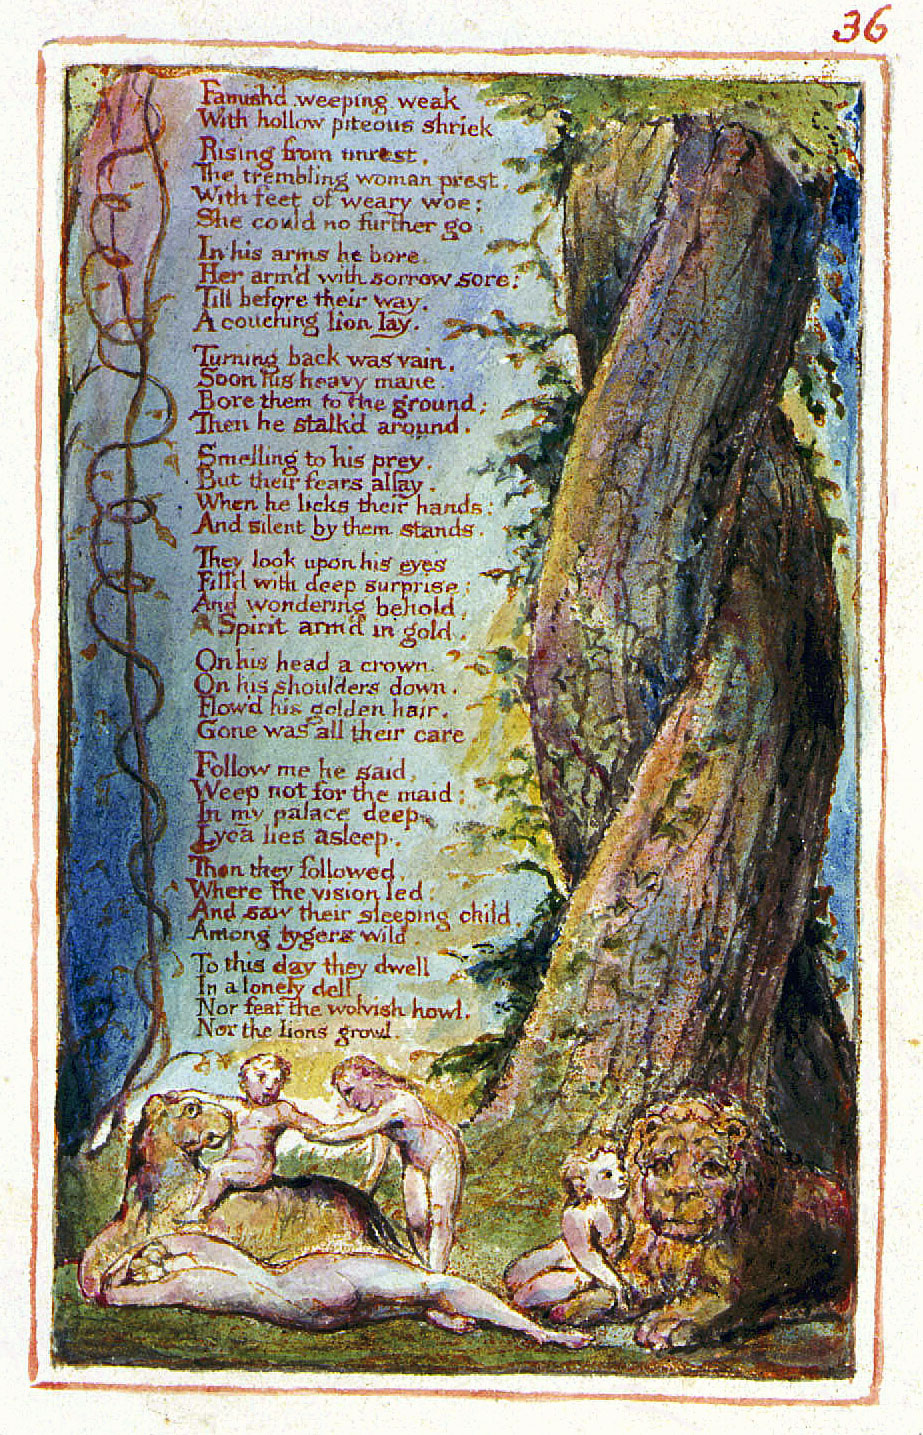 36
Famish'd weeping weak
With hollow piteous shriek
Rising from unrest,
The trembling woman prest,
With feet of weary woe;
She could no further go.
In his arms he bore.
Her arm'd with sorrow sore;
Till before their way,
A couching lion lay.
Turning back was vain,
Soon his heavy mane.
Bore them to the ground;
Then he stalk'd around.
Smelling to his prey.
But their fears allay,
When he licks their hands;
And silent by them stands.
They look upon his eyes
Fill'd with deep surprise;
And wondering behold,
A Spirit arm'd in gold.
On his head a crown.
On his shoulders down,
Flow'd his golden hair.
Gone was all their care
Follow me he said,
Weep not for the maid;
In my palace deep,
Lyca lies asleep.
Then they followed,
Where the vision led:
And saw their sleeping child
Among tygers wild.
To this day they dwell
In a lonely dell
Nor fear the wolvish howl,
Nor the lions growl.